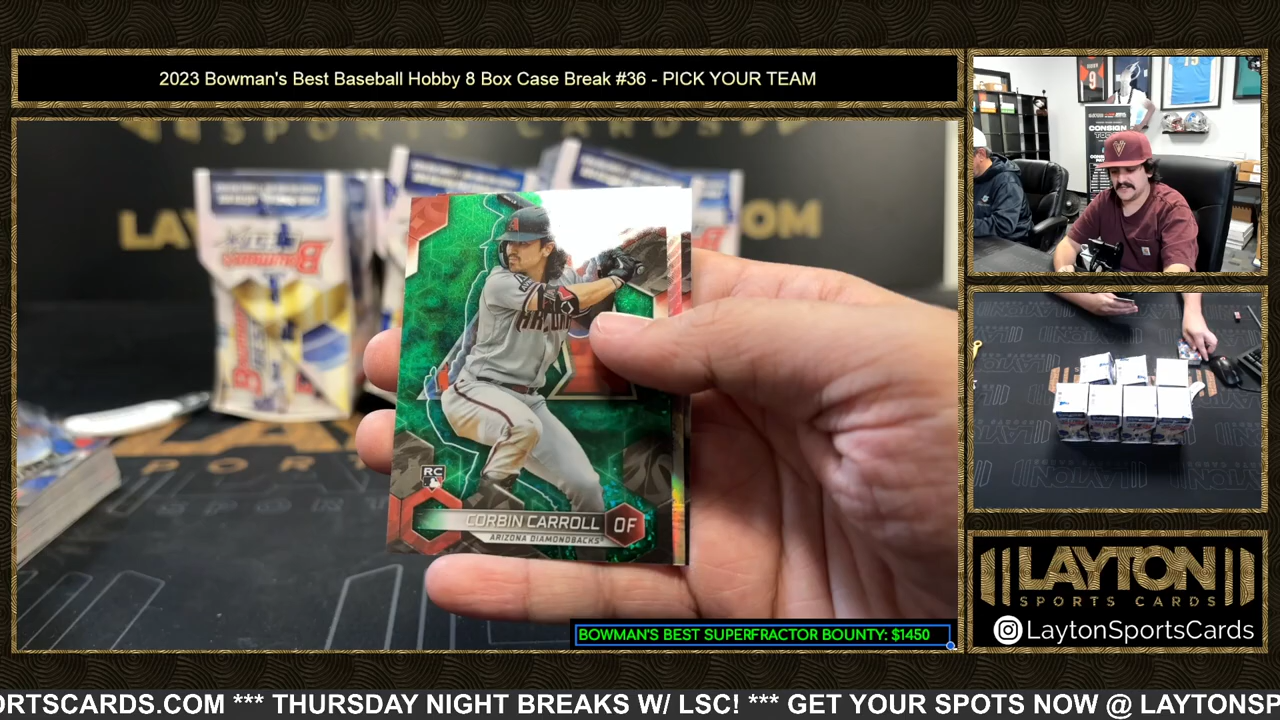 2023 Bowman's Best Baseball Hobby 8 Box Case Break #36 - PICK YOUR TEAM
CONSIGN
RC
CORBIN CARROLL OF
ARIZONA DIAMONDBACKS
BOWMAN'S BEST SUPERFRACTOR BOUNTY: $1450
LAYTON
SPORTS CARDS
LaytonSportsCards
ORTSCARDS.COM *** THURSDAY NIGHT BREAKS W/ LSC! *** GET YOUR SPOTS NOW @ LAYTONSP